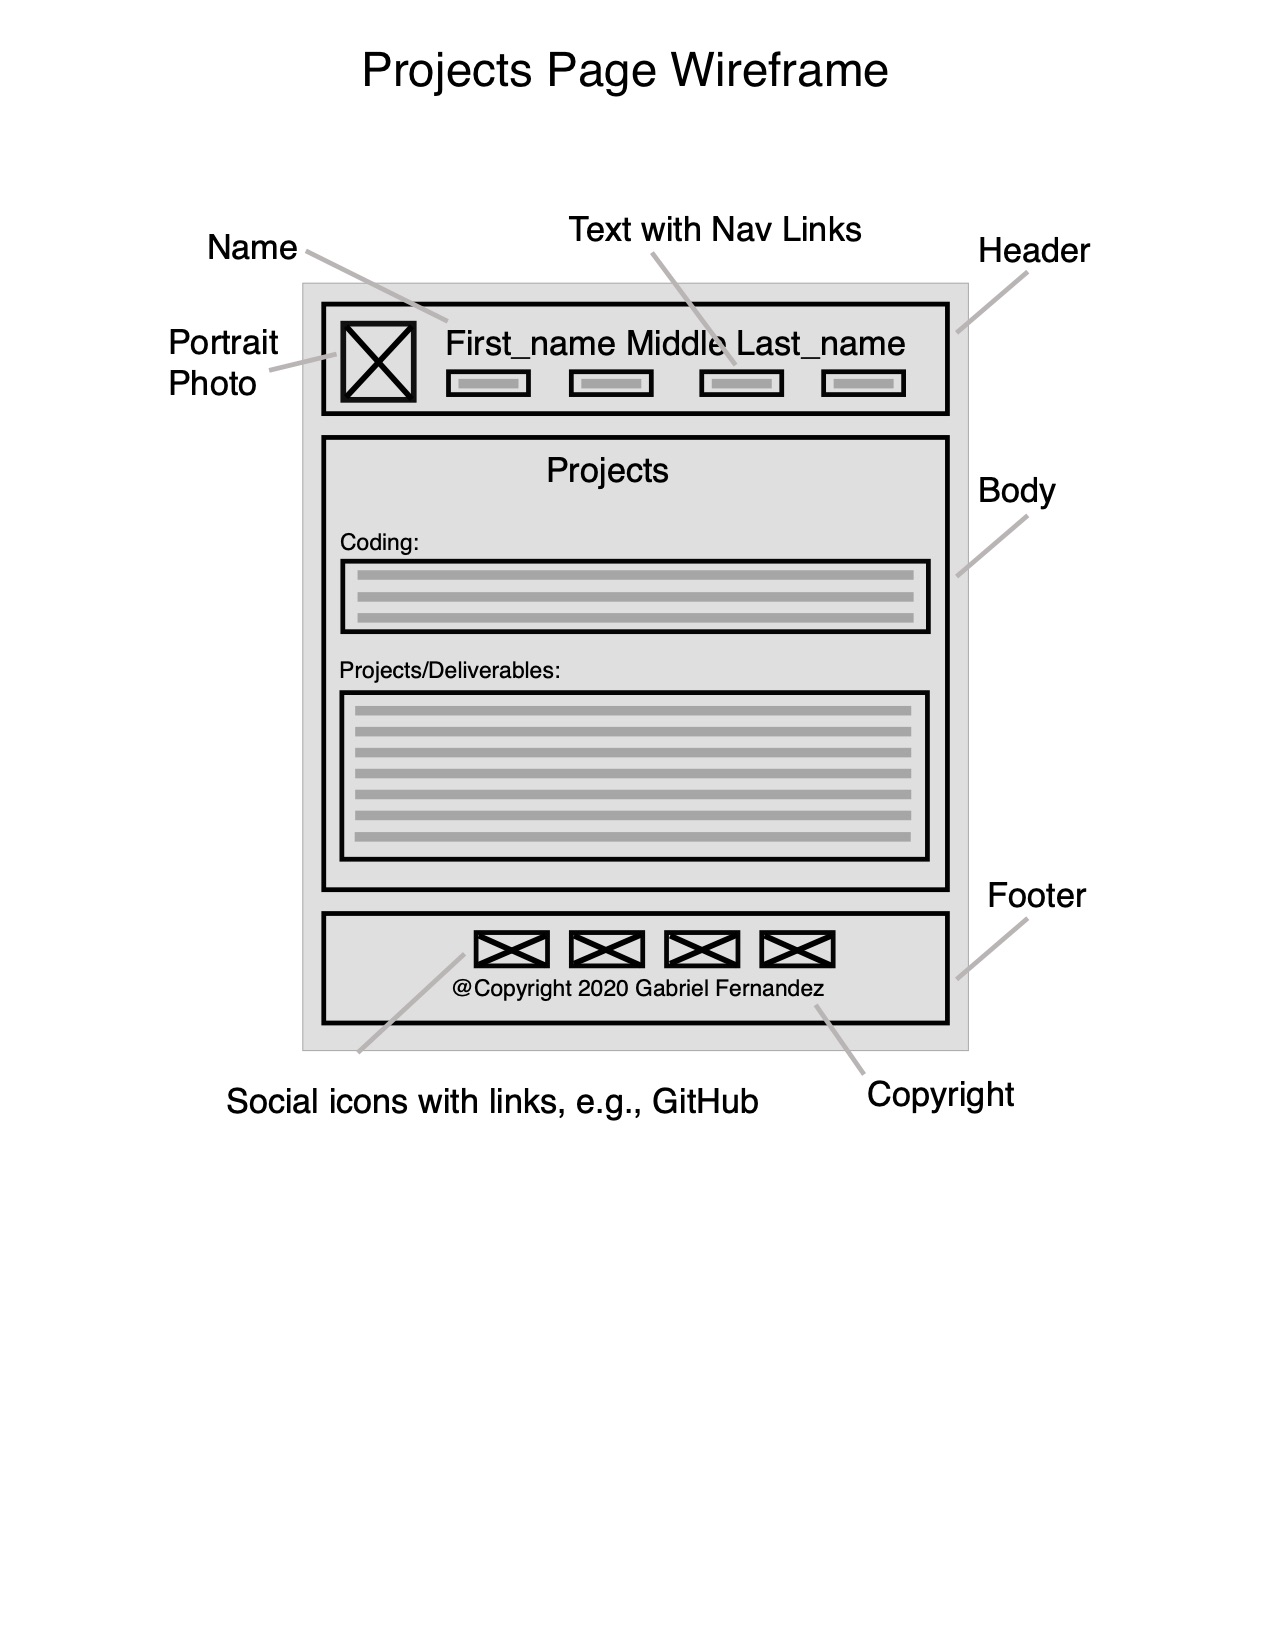 Projects Page Wireframe
Text with Nav Links
Name
Header
Portrait
Photo
First_name Middle Last_name
Projects
Body
Coding:
Projects/Deliverables:
Footer
@Copyright 2020 Gabriel Fernandez
Social icons with links, e.g., GitHub
Copyright